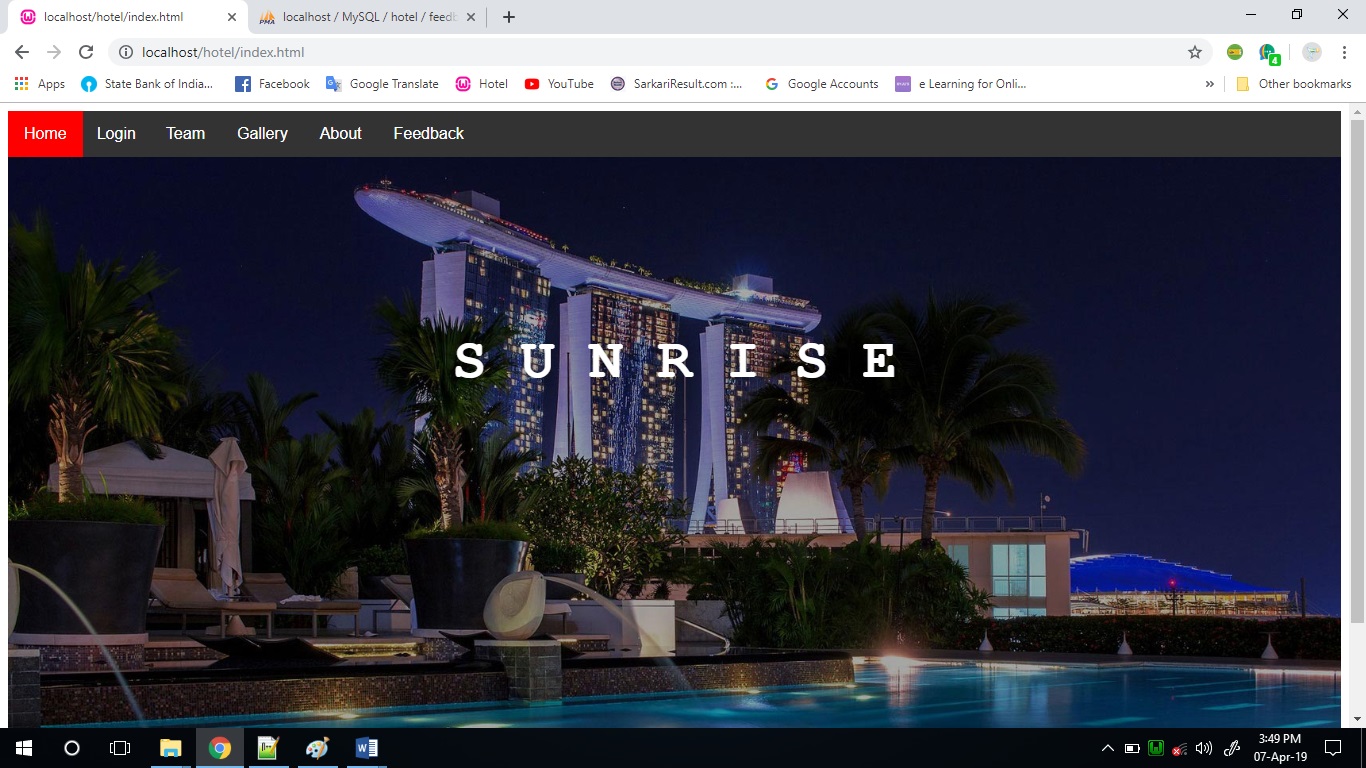 localhost/hotel/index.html
localhost / MySQL / hotel / feedb
localhost/hotel/index.html
4
Apps State Bank of India... Facebook Google Translate Hotel YouTube SarkariResult.com :... Google Accounts e Learning for Onli... » Other bookmarks
Home Login Team Gallery About Feedback
S U N R I S E
3:49 PM
07-Apr-19